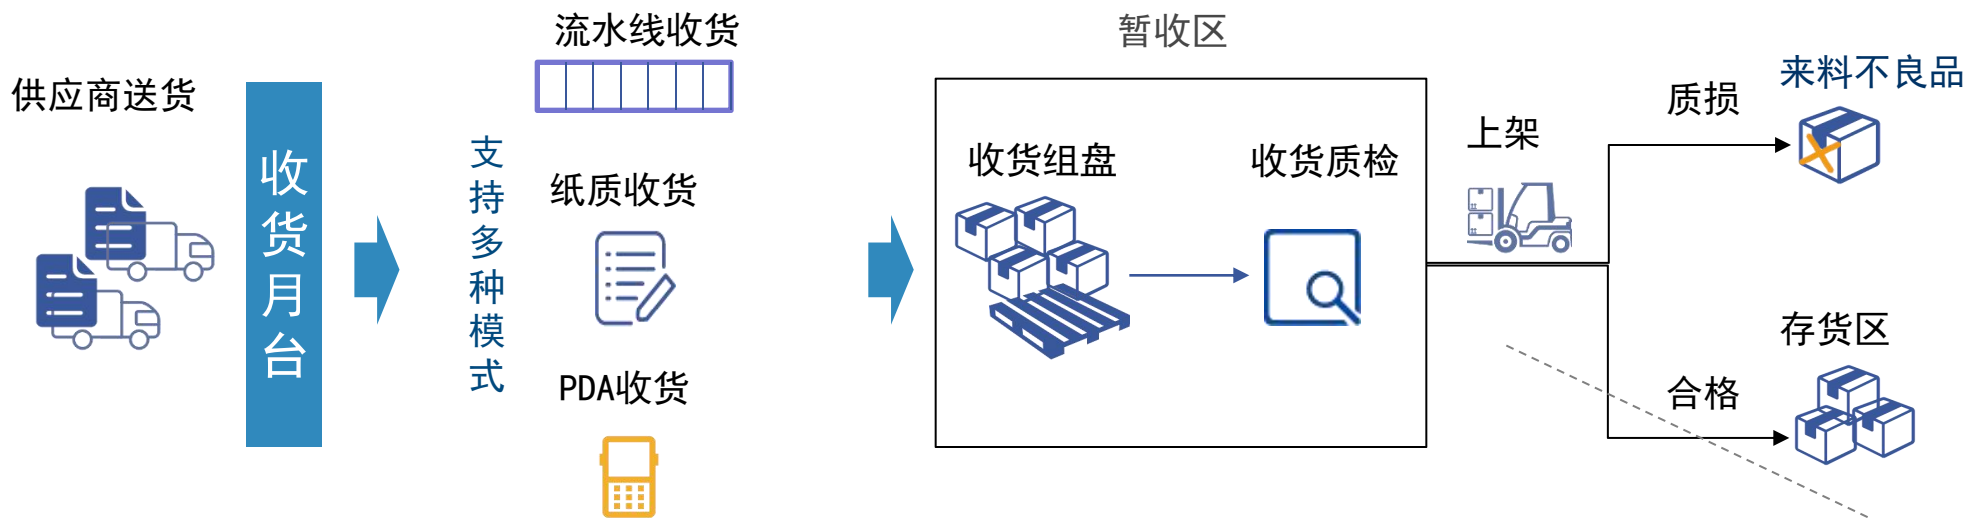 供应商送货
收货月台
支持多种模式
流水线收货
纸质收货
PDA收货
暂收区
收货组盘
收货质检
上架
质损
来料不良品
合格
存货区